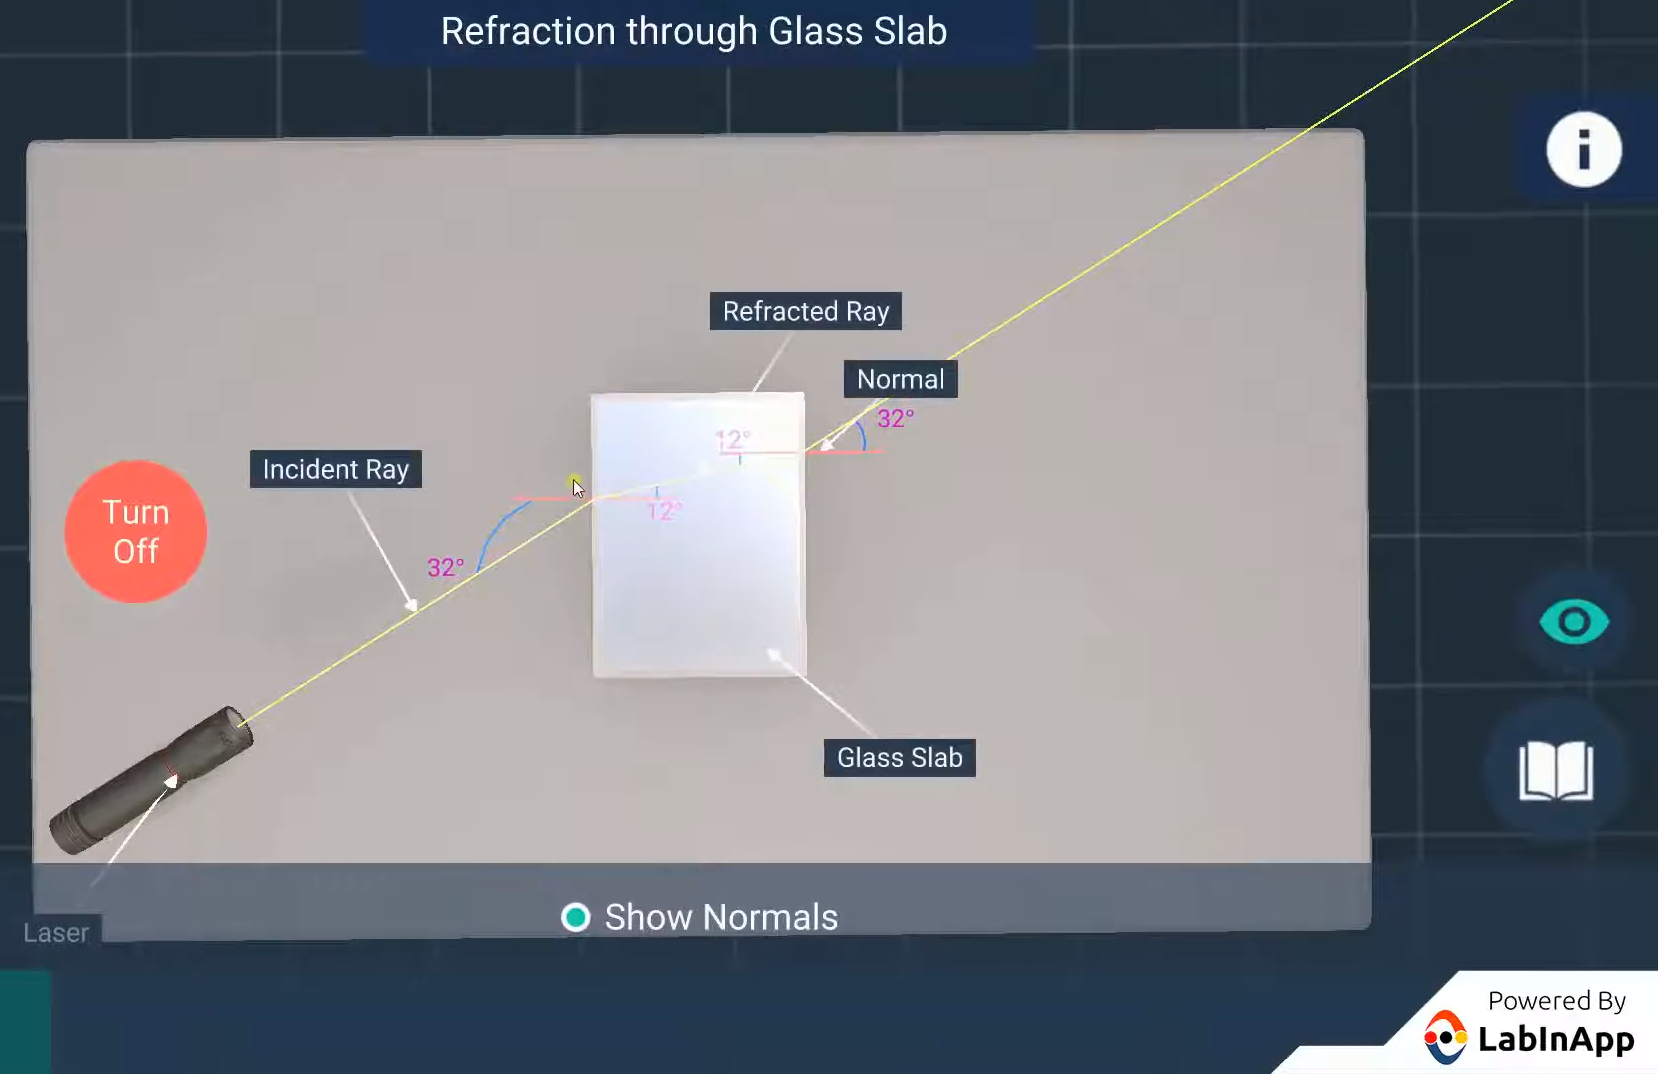 Refraction through Glass Slab
Refracted Ray
Normal
32°
12°
Incident Ray
12°
Turn
Off
32°
Glass Slab
Show Normals
Laser
Powered By
LabInApp